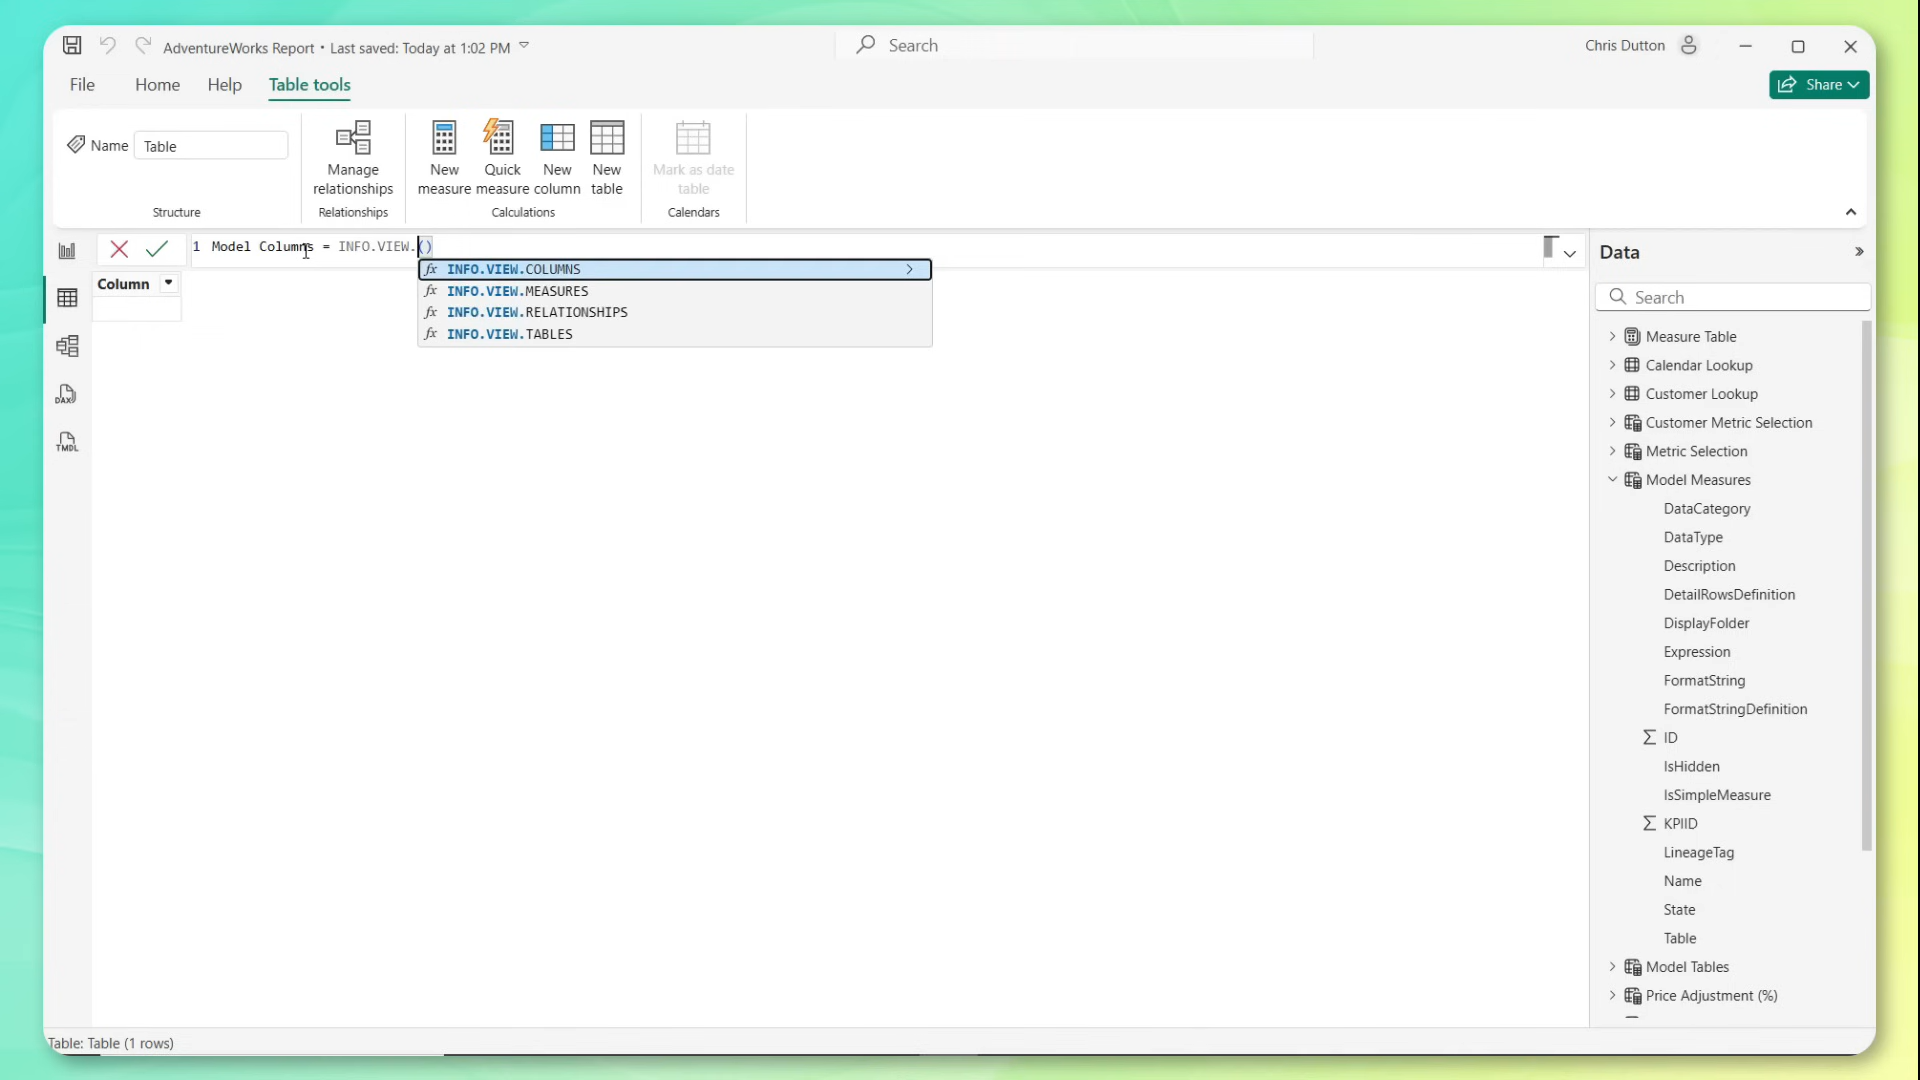 AdventureWorks Report • Last saved: Today at 1:02 PM
Search
Chris Dutton
File
Home
Help
Table tools
Share
Name
Table
Manage relationships
New measure
Quick measure
New column
New table
Mark as date table
Structure
Relationships
Calculations
Calendars
1 Model Columns = INFO.VIEW.()
INFO.VIEW.COLUMNS
INFO.VIEW.MEASURES
INFO.VIEW.RELATIONSHIPS
INFO.VIEW.TABLES
Column
DAX
TMDL
Data
Search
Measure Table
Calendar Lookup
Customer Lookup
Customer Metric Selection
Metric Selection
Model Measures
DataCategory
DataType
Description
DetailRowsDefinition
DisplayFolder
Expression
FormatString
FormatStringDefinition
ID
IsHidden
IsSimpleMeasure
KPIID
LineageTag
Name
State
Table
Model Tables
Price Adjustment (%)
Table: Table (1 rows)